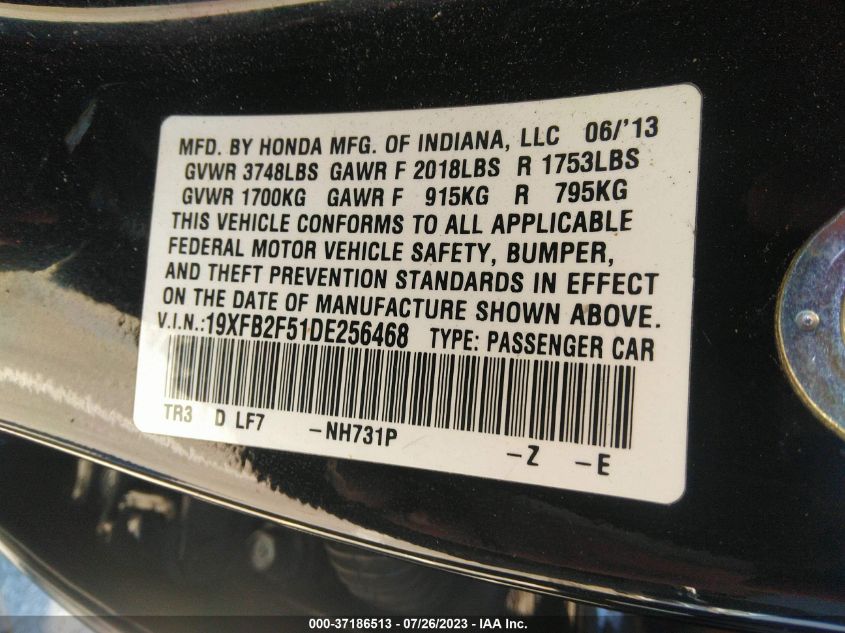 MFD. BY HONDA MFG. OF INDIANA, LLC 06/'13
GVWR 3748LBS GAWR F 2018LBS R 1753LBS
GVWR 1700KG GAWR F 915KG R 795KG
THIS VEHICLE CONFORMS TO ALL APPLICABLE
FEDERAL MOTOR VEHICLE SAFETY, BUMPER,
AND THEFT PREVENTION STANDARDS IN EFFECT
ON THE DATE OF MANUFACTURE SHOWN ABOVE.
V.I.N.:19XFB2F51DE256468 TYPE: PASSENGER CAR
TR3 D LF7 -NH731P -Z -E
000-37186513 / 07/26/2023 - IAA Inc.